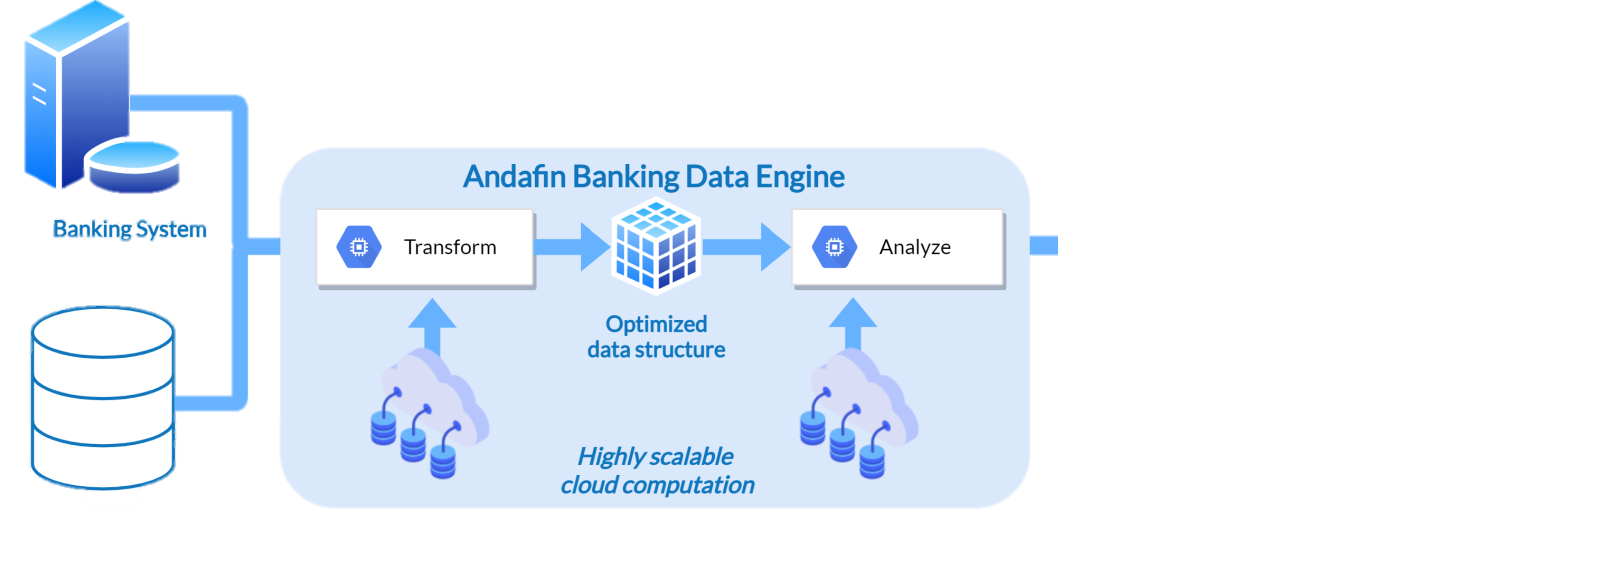 Andafin Banking Data Engine
Banking System
Transform
Analyze
Optimized
data structure
Highly scalable
cloud computation